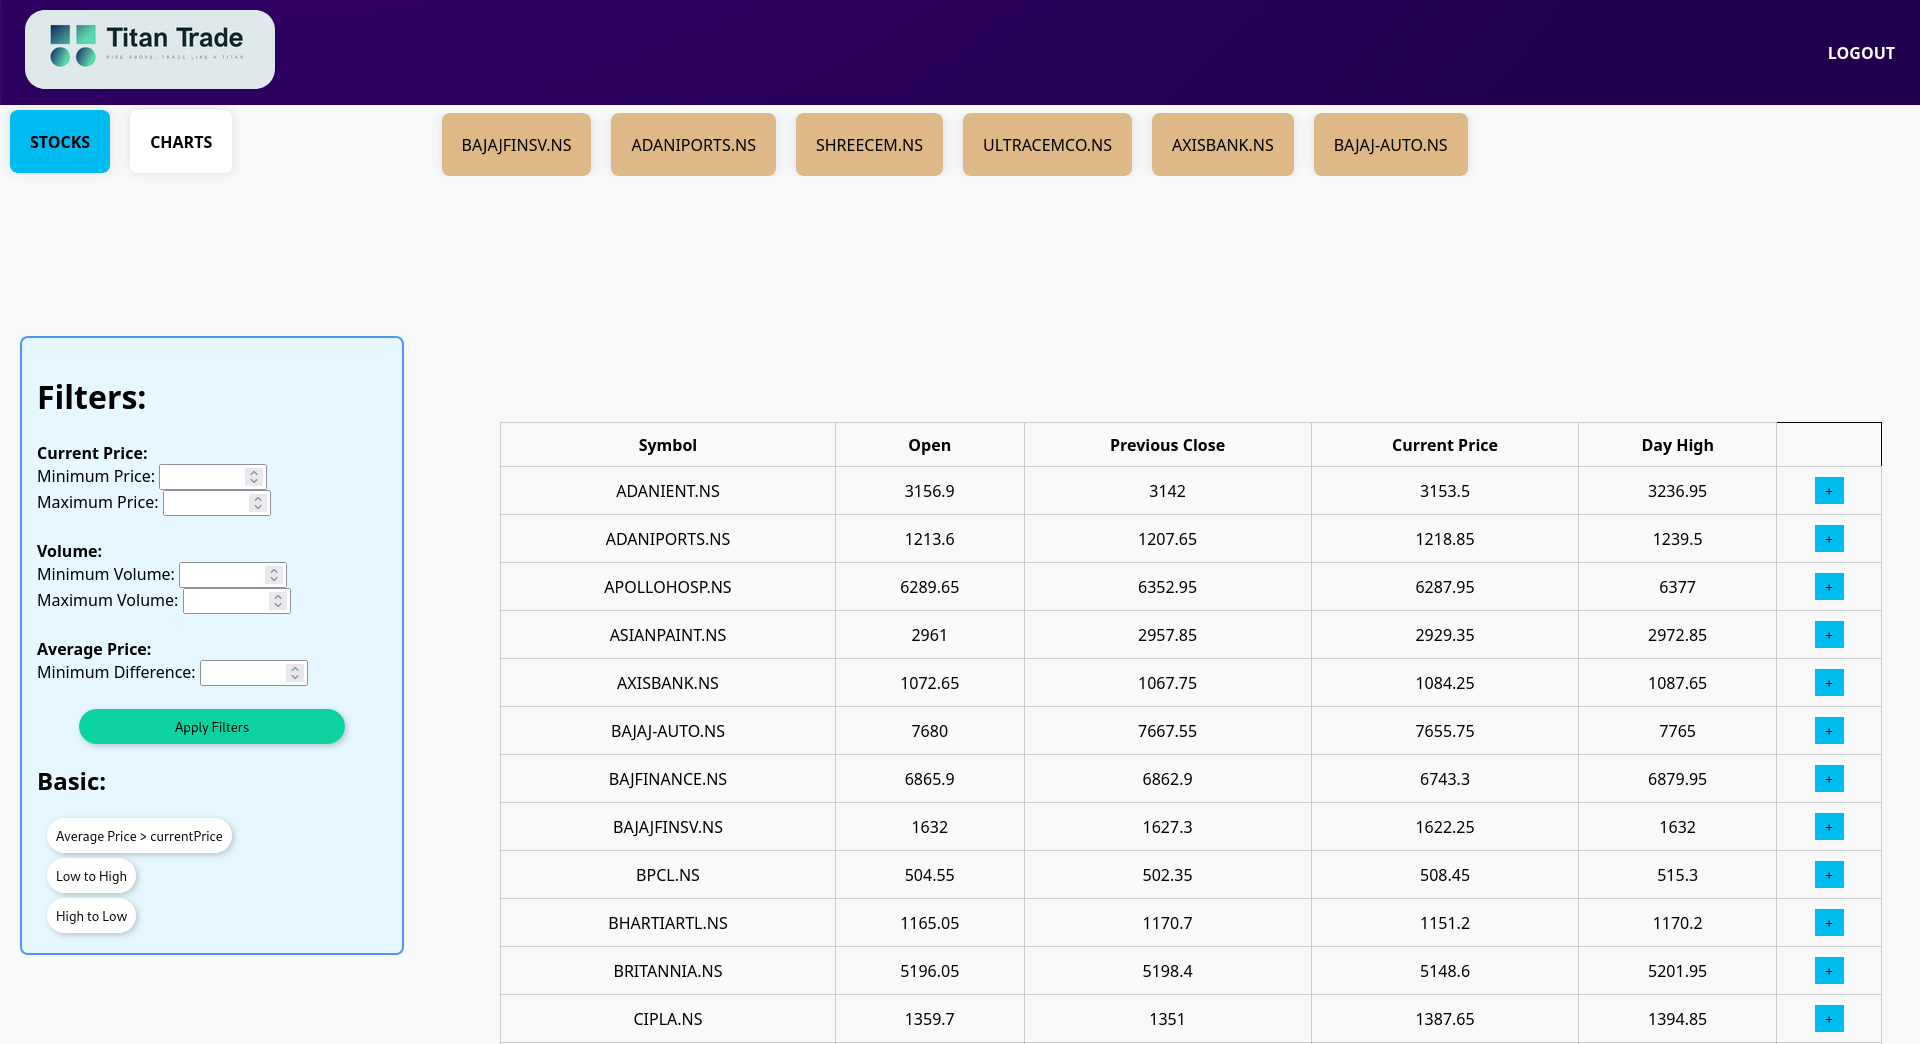 Titan Trade
RISE ABOVE, TRADE LIKE A TITAN
LOGOUT
STOCKS CHARTS BAJAJFINSV.NS ADANIPORTS.NS SHREECEM.NS ULTRACEMCO.NS AXISBANK.NS BAJAJ-AUTO.NS
Filters:
Current Price:
Minimum Price:
Maximum Price:
Volume:
Minimum Volume:
Maximum Volume:
Average Price:
Minimum Difference:
Apply Filters
Basic:
Average Price > currentPrice
Low to High
High to Low
Symbol Open Previous Close Current Price Day High
ADANIENT.NS 3156.9 3142 3153.5 3236.95 +
ADANIPORTS.NS 1213.6 1207.65 1218.85 1239.5 +
APOLLOHOSP.NS 6289.65 6352.95 6287.95 6377 +
ASIANPAINT.NS 2961 2957.85 2929.35 2972.85 +
AXISBANK.NS 1072.65 1067.75 1084.25 1087.65 +
BAJAJ-AUTO.NS 7680 7667.55 7655.75 7765 +
BAJFINANCE.NS 6865.9 6862.9 6743.3 6879.95 +
BAJAJFINSV.NS 1632 1627.3 1622.25 1632 +
BPCL.NS 504.55 502.35 508.45 515.3 +
BHARTIARTL.NS 1165.05 1170.7 1151.2 1170.2 +
BRITANNIA.NS 5196.05 5198.4 5148.6 5201.95 +
CIPLA.NS 1359.7 1351 1387.65 1394.85 +